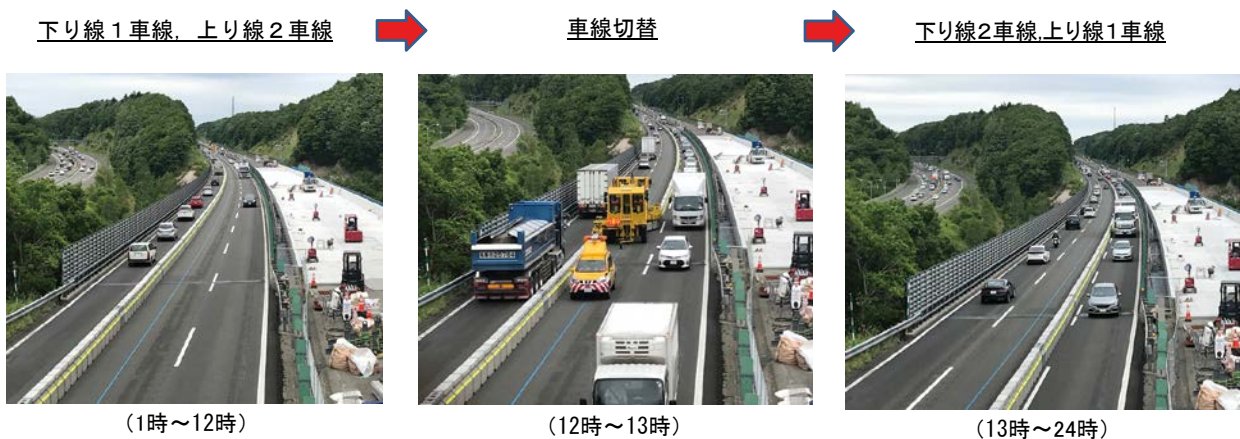 下り線1車線, 上り線２車線
車線切替
下り線2車線,上り線1車線
(1時～12時)
(12時～13時)
(13時～24時)